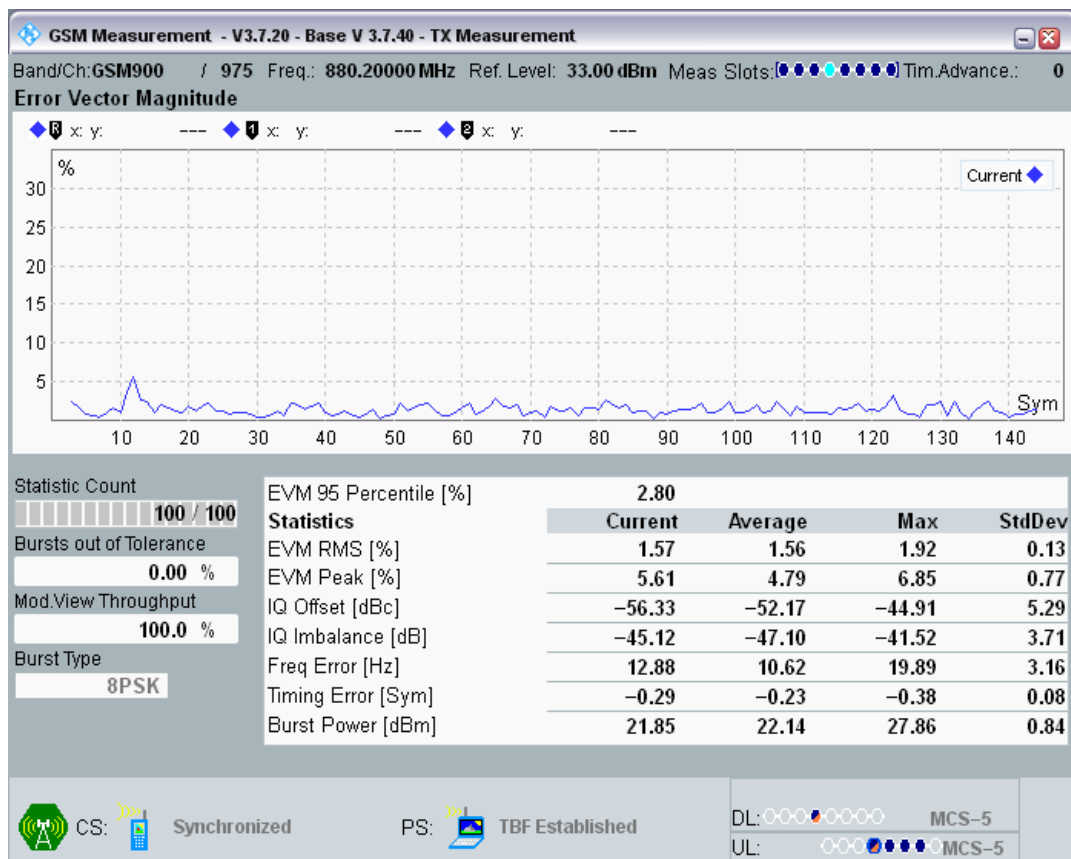 GSM Measurement - V3.7.20 - Base V 3.7.40 - TX Measurement
Band/Ch:GSM900 / 975 Freq.: 880.20000 MHz Ref. Level: 33.00 dBm Meas Slots: Tim.Advance.: 0
Error Vector Magnitude
R x: y: --- 1 x: y: --- 2 x: y: ---
%
Current
30
25
20
15
10
5
Sym
10 20 30 40 50 60 70 80 90 100 110 120 130 140
Statistic Count
100 / 100
Bursts out of Tolerance
0.00 %
Mod.View Throughput
100.0 %
Burst Type
8PSK
EVM 95 Percentile [%] 2.80
Statistics Current Average Max StdDev
EVM RMS [%] 1.57 1.56 1.92 0.13
EVM Peak [%] 5.61 4.79 6.85 0.77
IQ Offset [dBc] −56.33 −52.17 −44.91 5.29
IQ Imbalance [dB] −45.12 −47.10 −41.52 3.71
Freq Error [Hz] 12.88 10.62 19.89 3.16
Timing Error [Sym] −0.29 −0.23 −0.38 0.08
Burst Power [dBm] 21.85 22.14 27.86 0.84
CS: Synchronized PS: TBF Established
DL: MCS−5
UL: MCS−5